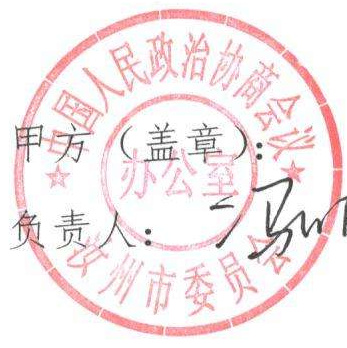 中国人民政治协商会议
甲方（盖章）：
办公室
负责人：
汝州市委员会